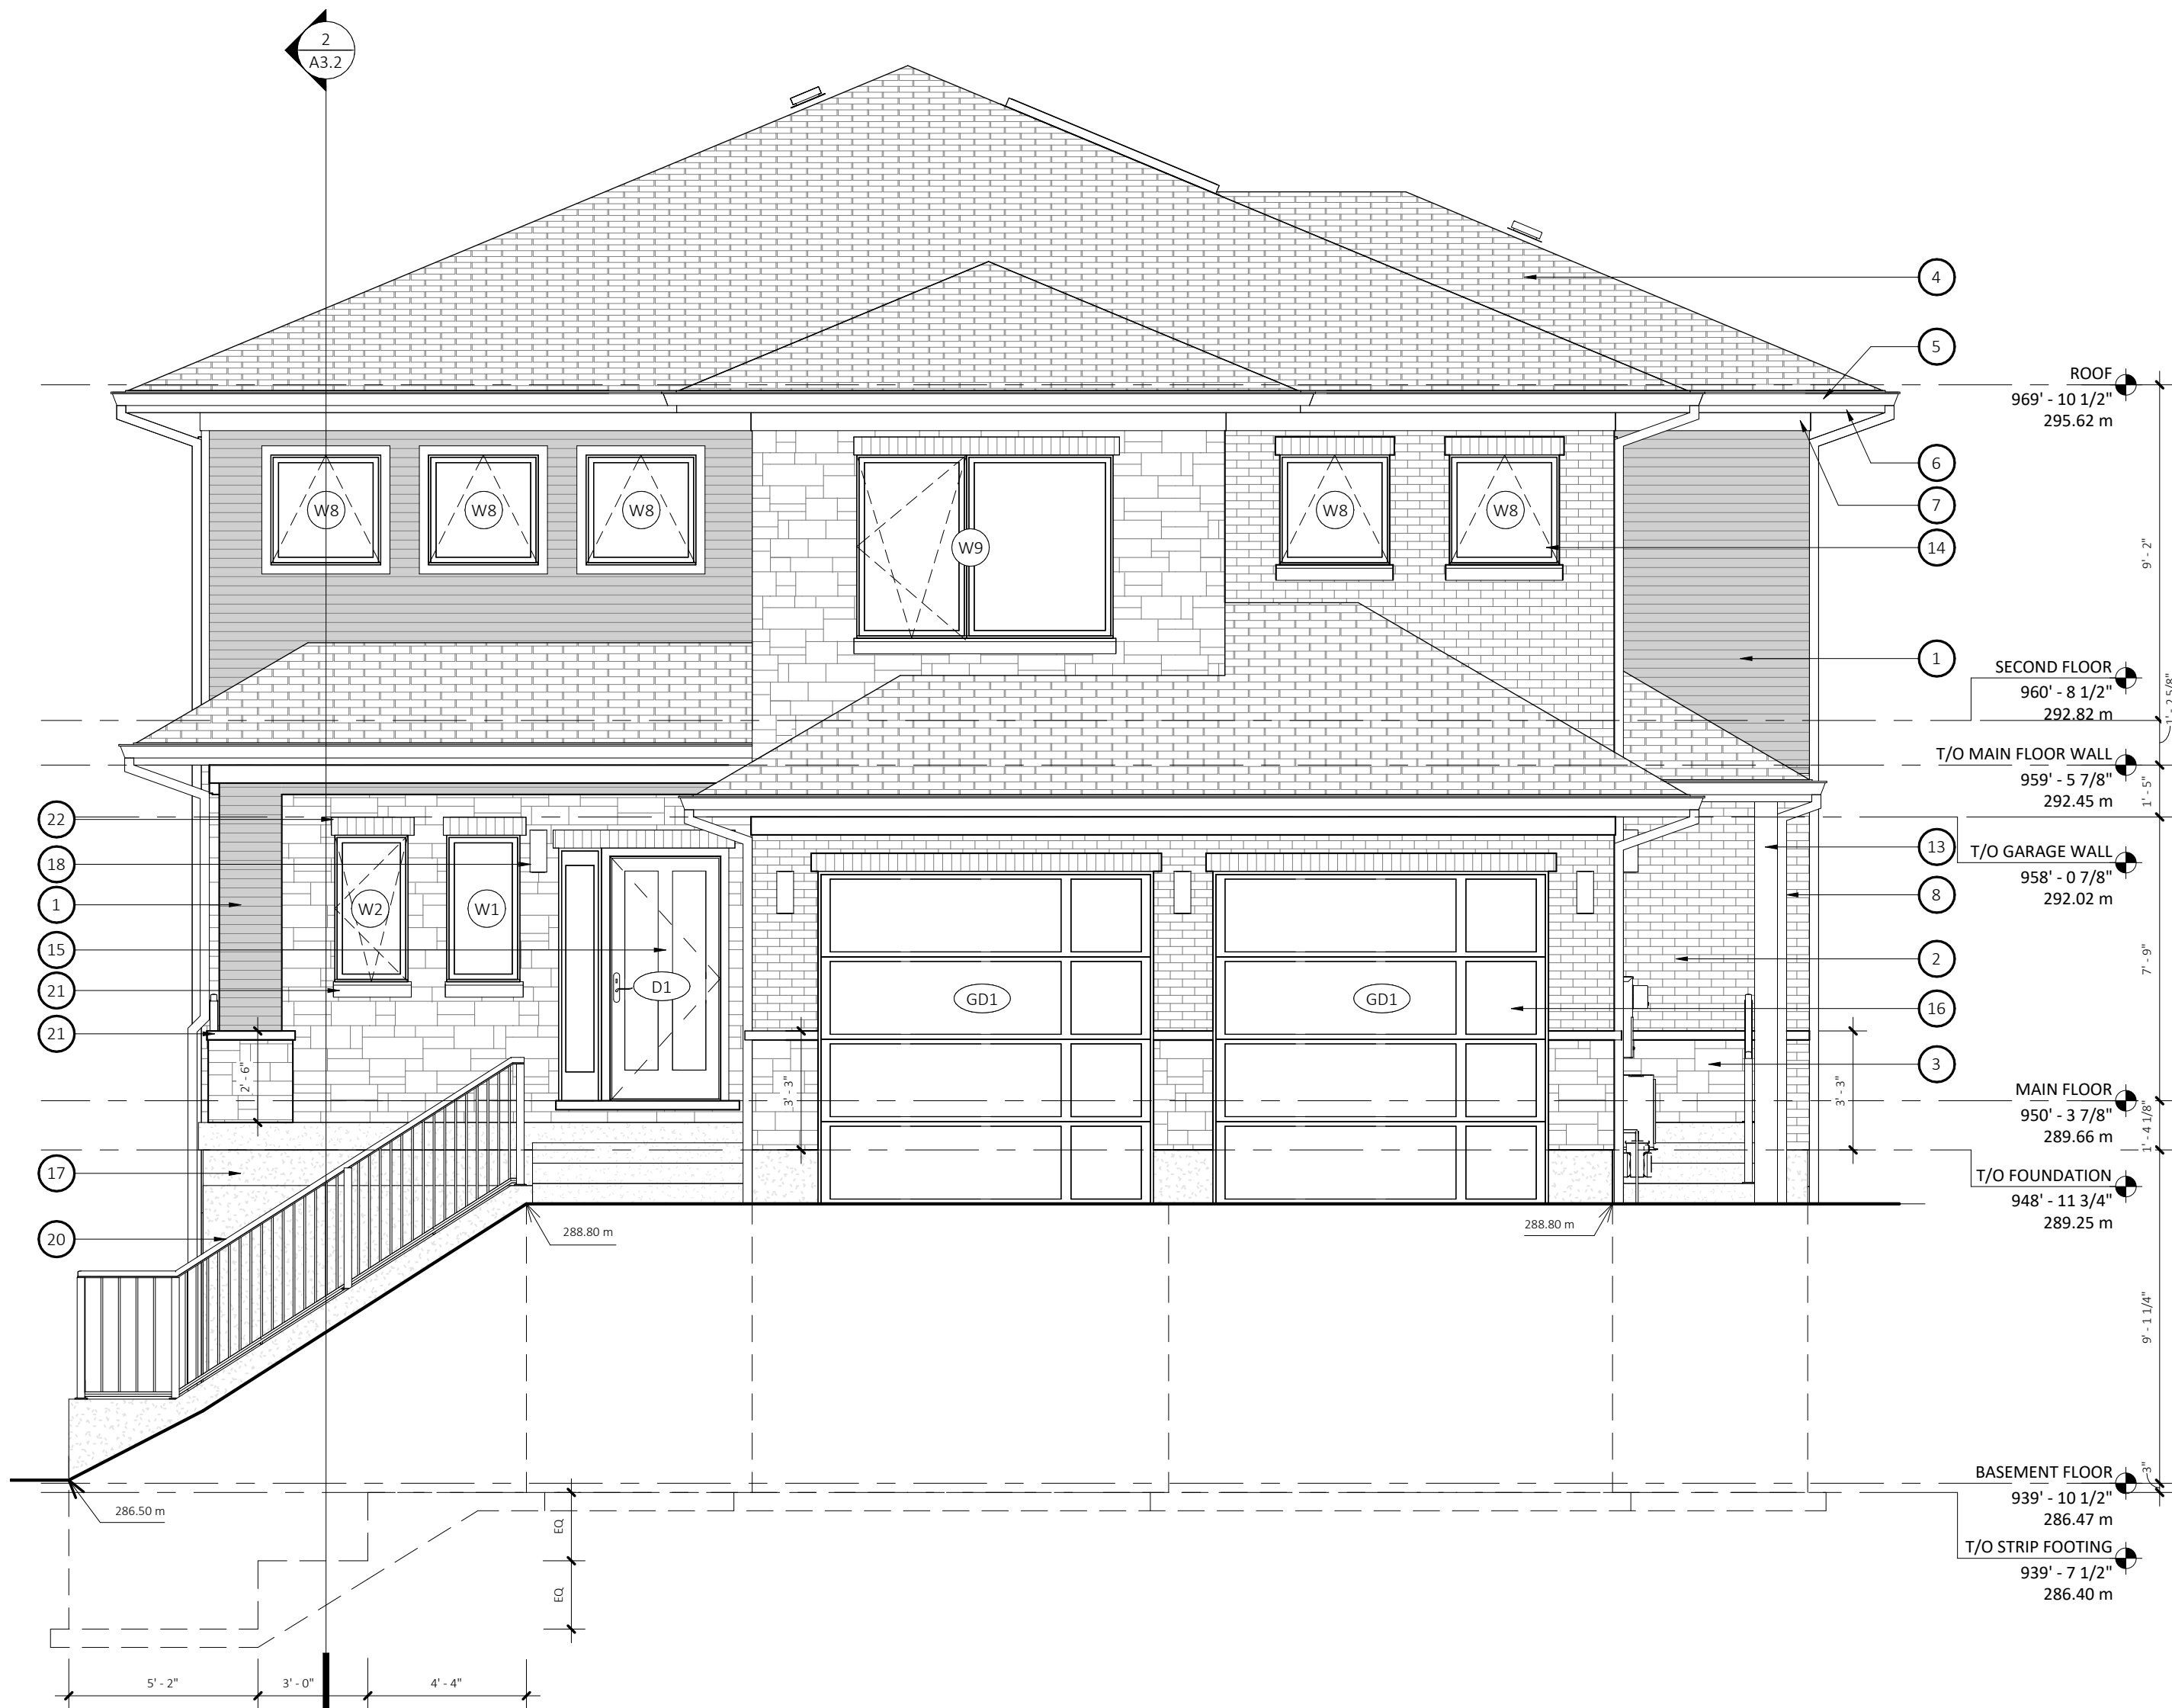 2
A3.2
4
5
ROOF
969' - 10 1/2"
295.62 m
6
7
W8
W8
W8
W9
W8
W8
14
9' - 2"
1
SECOND FLOOR
960' - 8 1/2"
292.82 m
1' - 2 5/8"
T/O MAIN FLOOR WALL
959' - 5 7/8"
292.45 m
1' - 5"
22
18
1
15
21
21
W2
W1
D1
GD1
GD1
13
T/O GARAGE WALL
958' - 0 7/8"
292.02 m
8
2
7' - 9"
16
3
2' - 6"
3' - 3"
3' - 3"
MAIN FLOOR
950' - 3 7/8"
289.66 m
1' - 4 1/8"
17
T/O FOUNDATION
948' - 11 3/4"
289.25 m
20
288.80 m
288.80 m
9' - 1 1/4"
286.50 m
BASEMENT FLOOR
939' - 10 1/2"
286.47 m
3"
EQ
EQ
T/O STRIP FOOTING
939' - 7 1/2"
286.40 m
5' - 2"
3' - 0"
4' - 4"